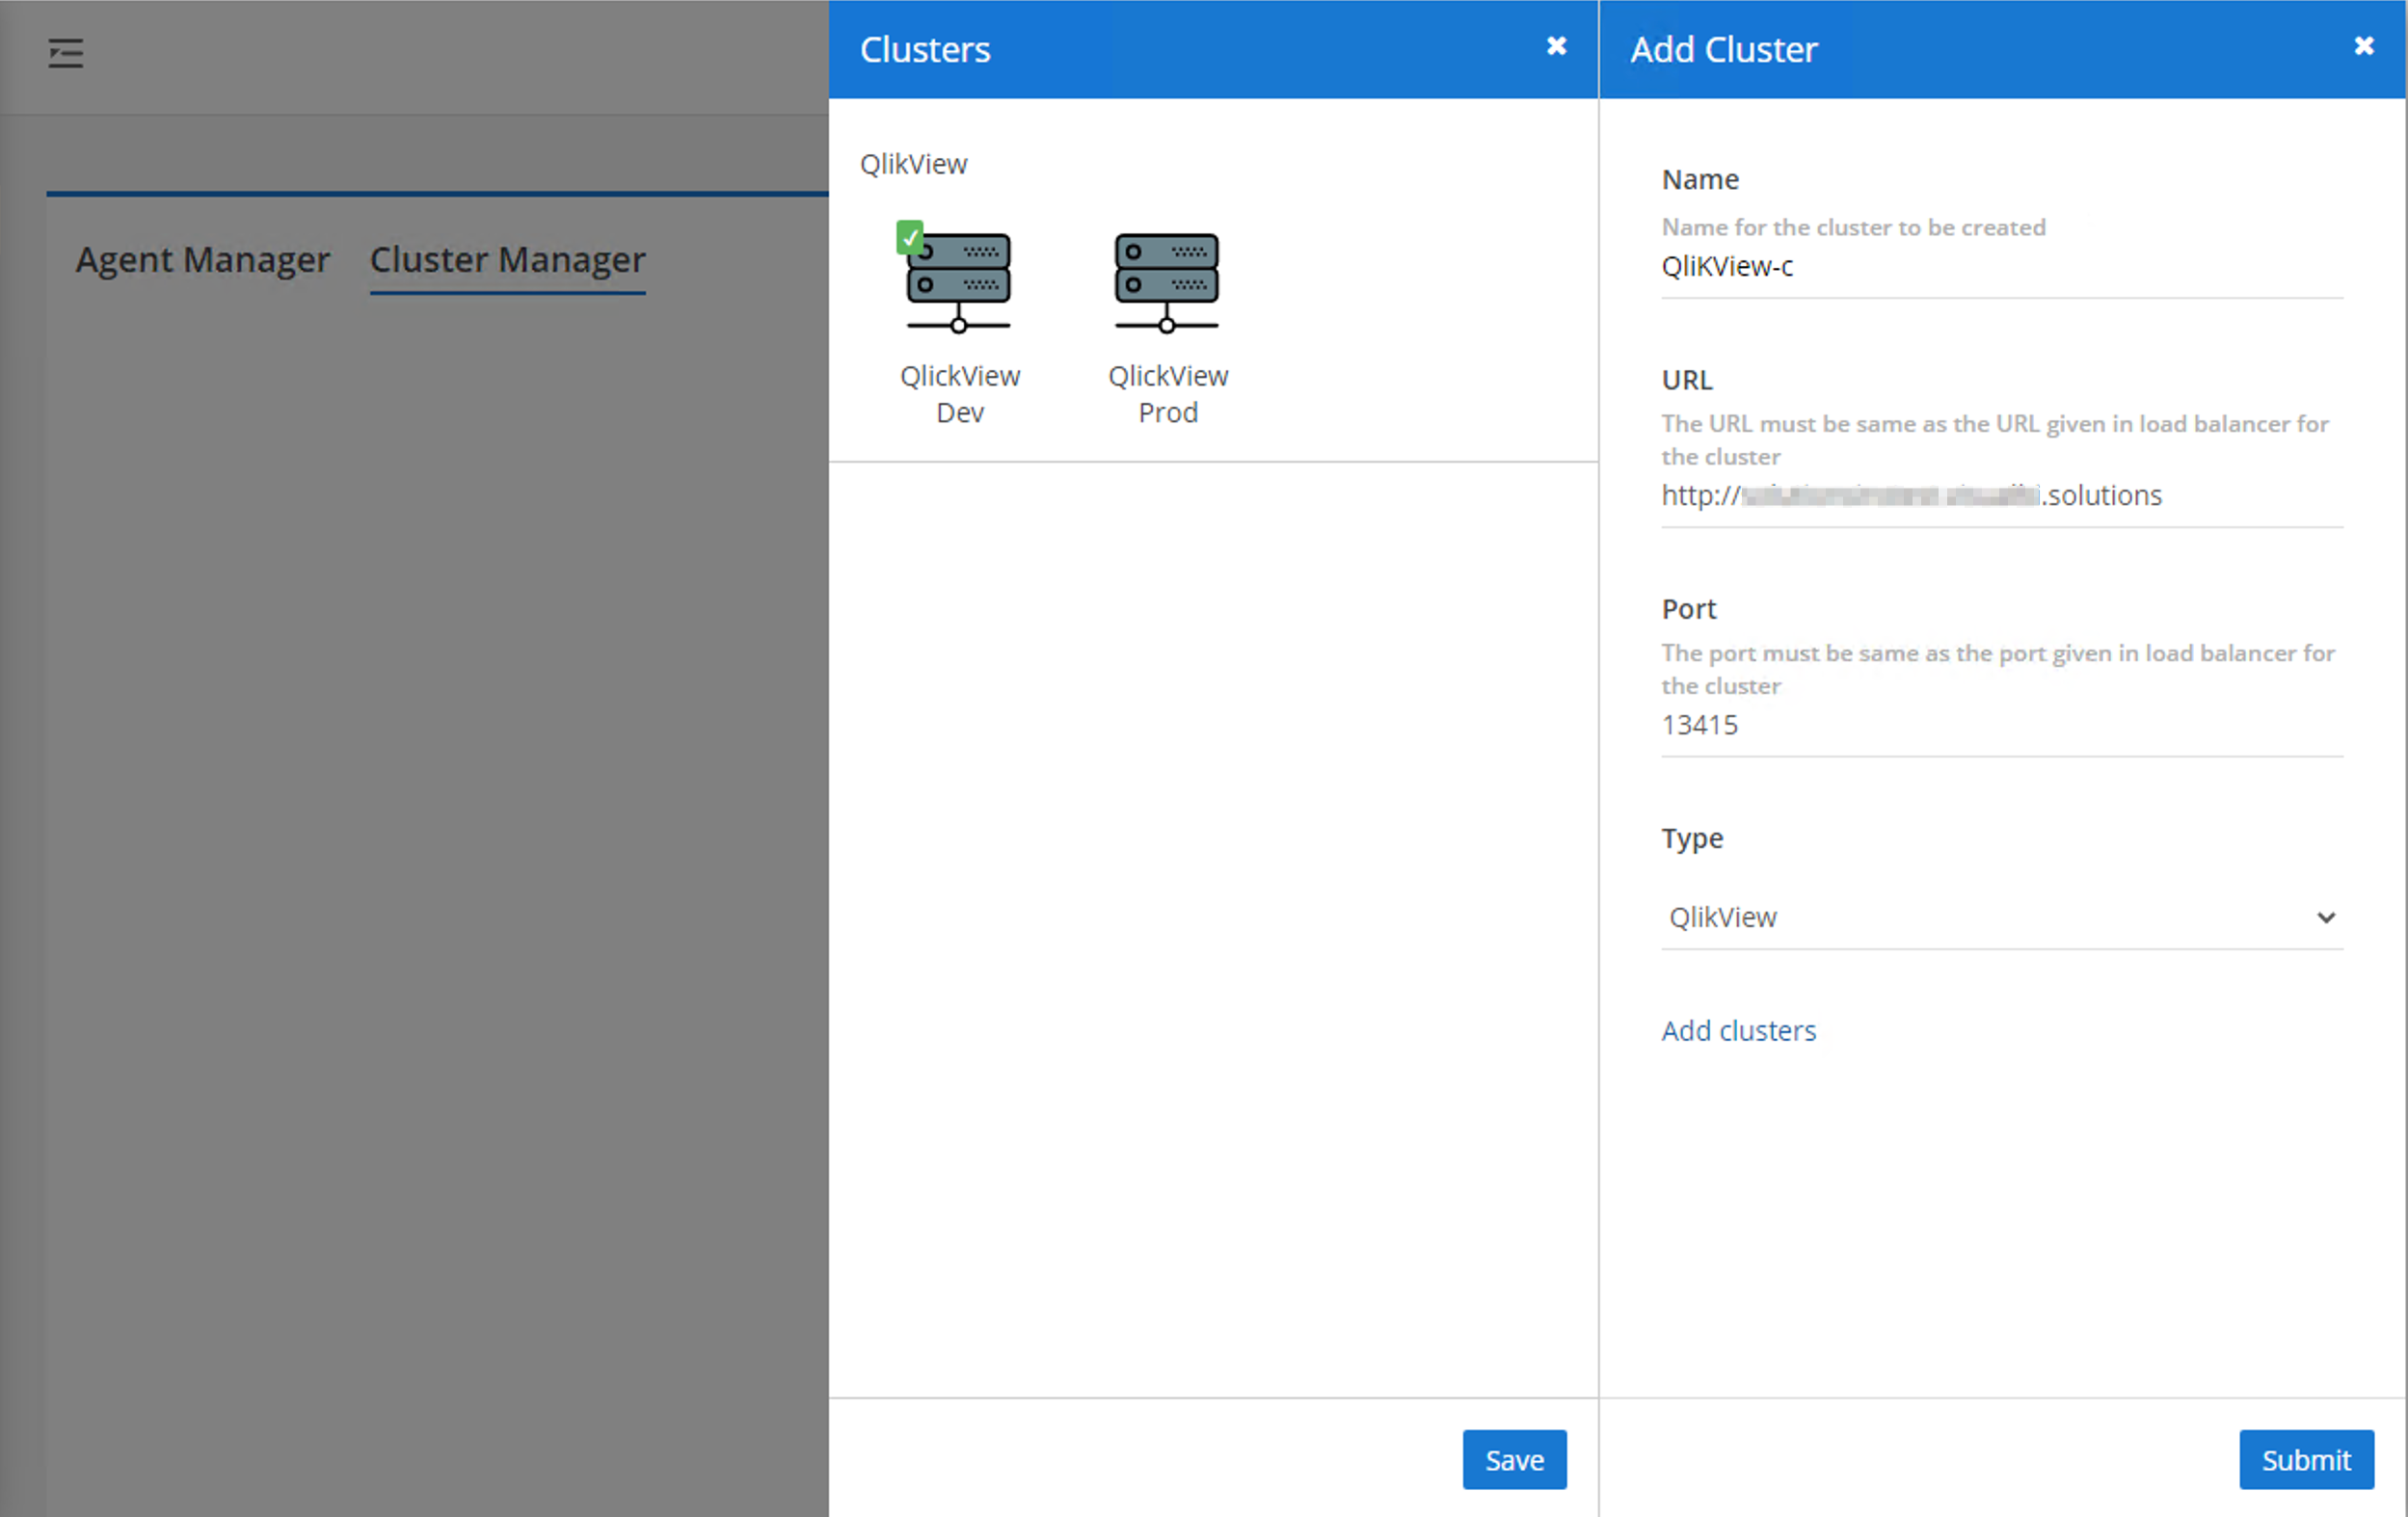 Agent Manager
Cluster Manager
Clusters
QlikView
QlickView
Dev
QlickView
Prod
Save
Add Cluster
Name
Name for the cluster to be created
QliKView-c
URL
The URL must be same as the URL given in load balancer for
the cluster
http:// .solutions
Port
The port must be same as the port given in load balancer for
the cluster
13415
Type
QlikView
Add clusters
Submit